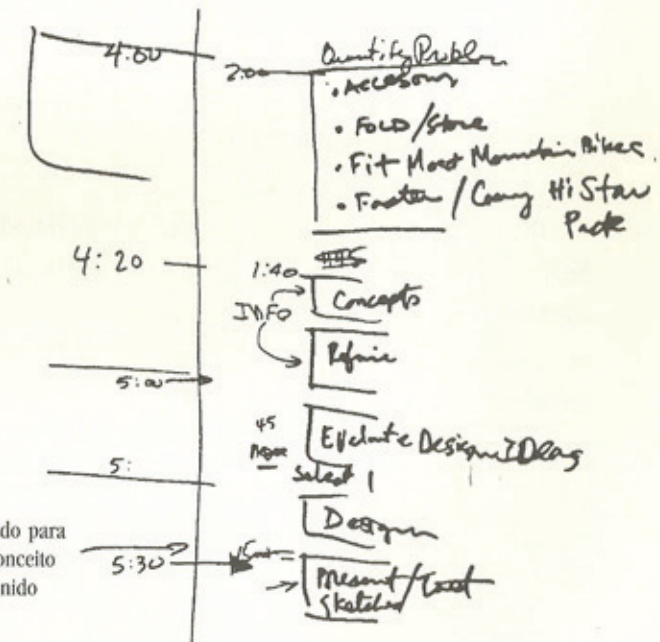 4:00
2:00
Quantify Problem
• Accessory
• FOLD/Store
• Fit Most Mountain Bikes
• Fasten / Carry Hi Star Pack
4:20
1:40
Concepts
INFO
Refine
5:00
45
Evaluate Design IDeas
5:
Select 1
Design
do para
onceito
nido
5:30
15
Present/
Sketches